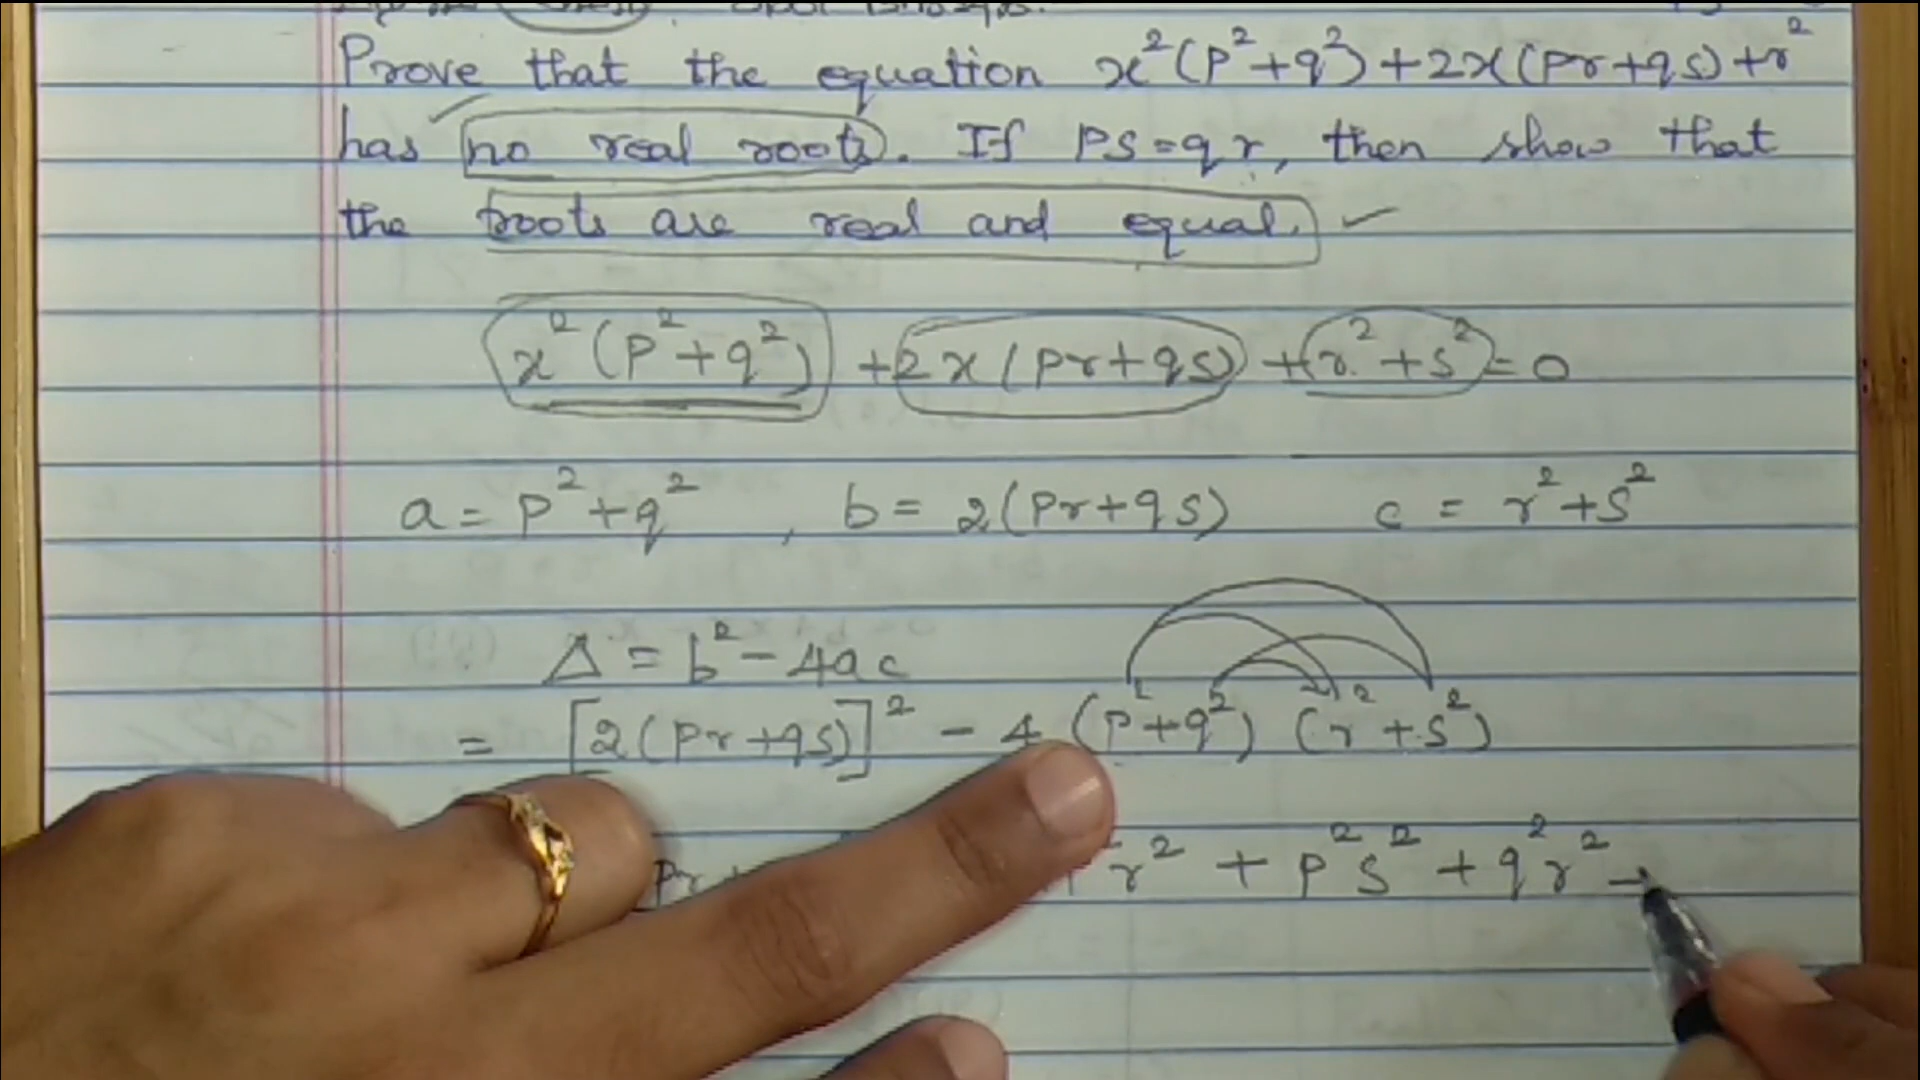 Prove that the equation x²(p²+q²)+2x(pr+qs)+r²
has no real roots. If ps=qr, then show that
the roots are real and equal.
x²(p²+q²)+2x(pr+qs)+r²+s²=0
a=p²+q², b=2(pr+qs) c=r²+s²
Δ=b²-4ac
=[2(pr+qs)]²-4(p²+q²)(r²+s²)
pr r²+p²s²+q²r²